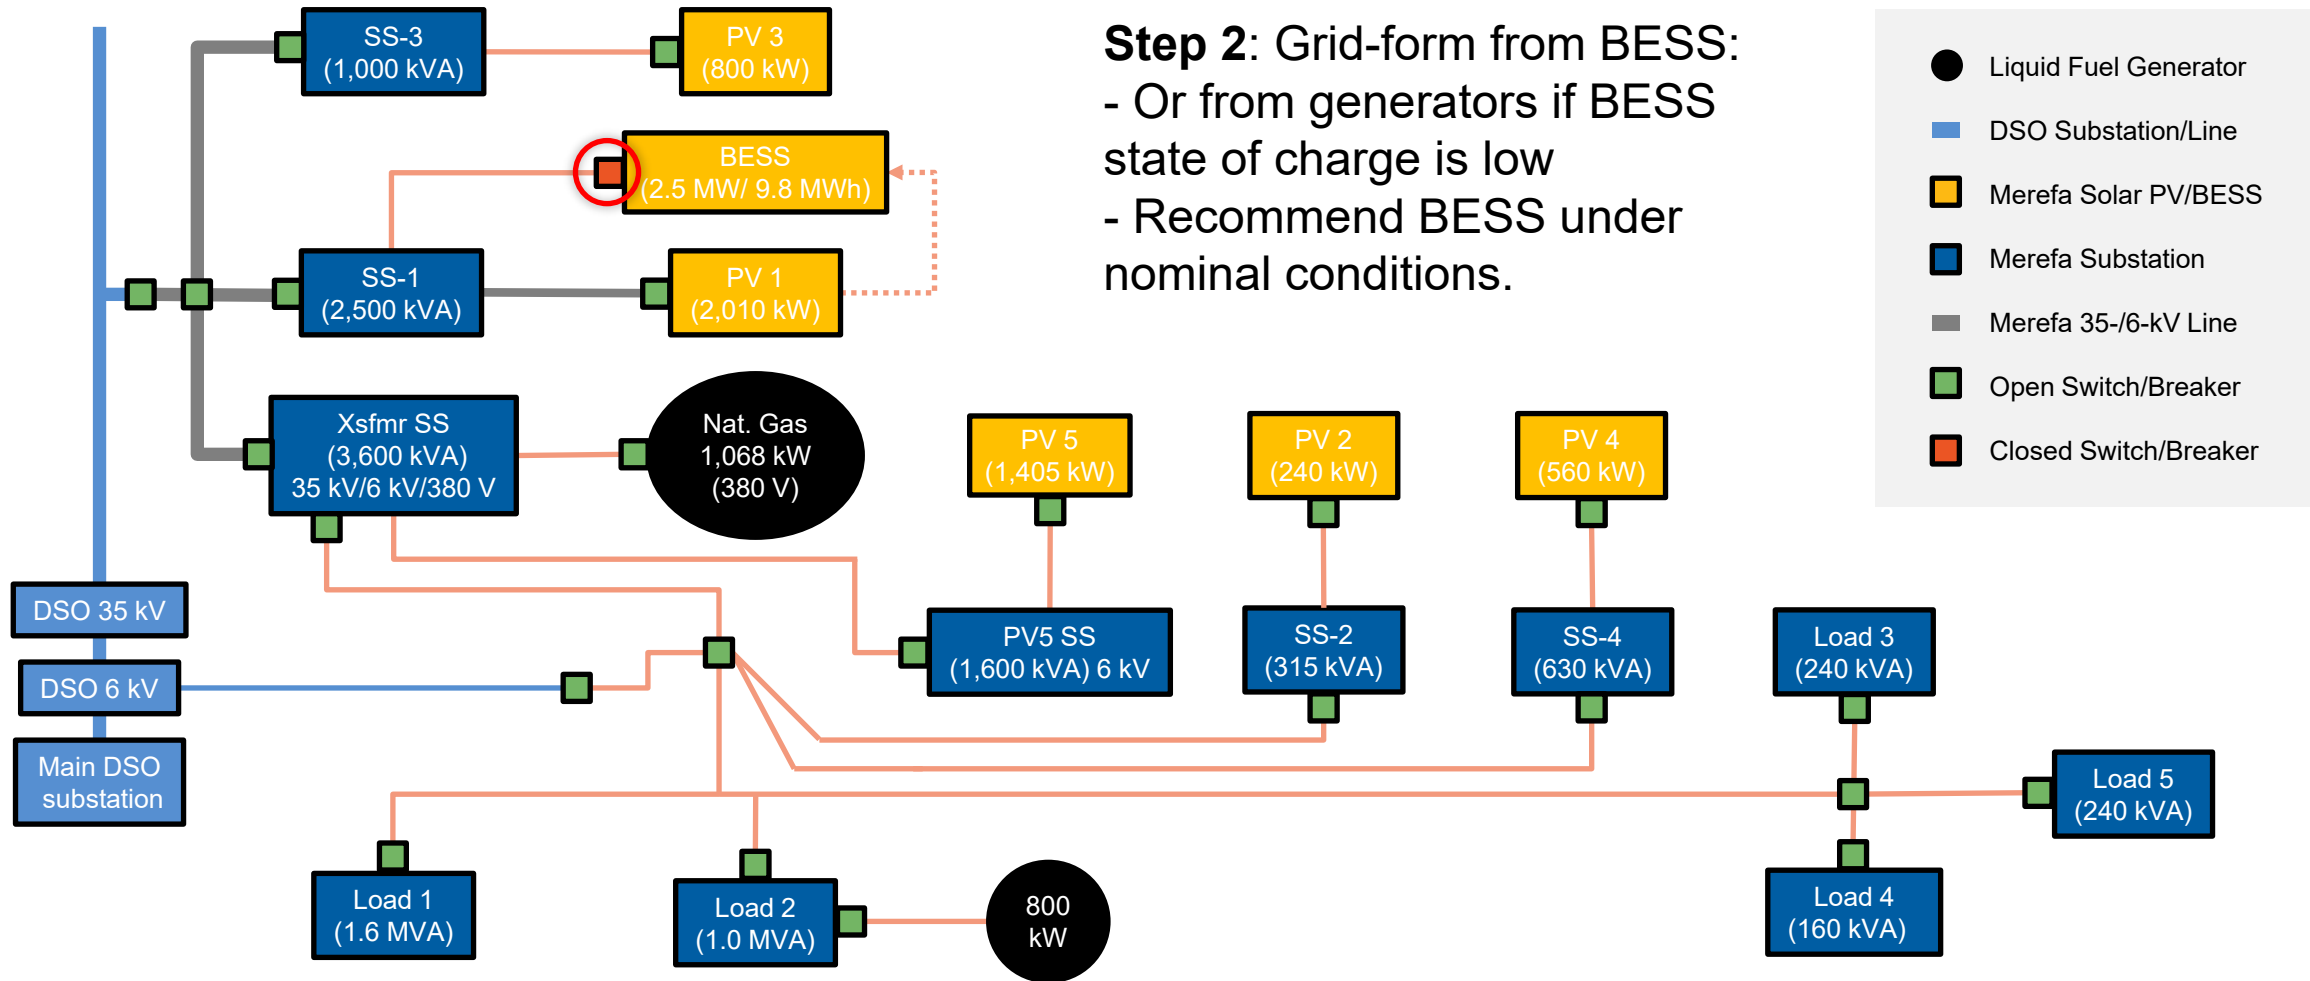 SS-3
(1,000 kVA)
PV 3
(800 kW)
Step 2: Grid-form from BESS:
- Or from generators if BESS
state of charge is low
- Recommend BESS under
nominal conditions.
Liquid Fuel Generator
DSO Substation/Line
Merefa Solar PV/BESS
Merefa Substation
Merefa 35-/6-kV Line
Open Switch/Breaker
Closed Switch/Breaker
BESS
(2.5 MW/ 9.8 MWh)
SS-1
(2,500 kVA)
PV 1
(2,010 kW)
Xsfmr SS
(3,600 kVA)
35 kV/6 kV/380 V
Nat. Gas
1,068 kW
(380 V)
PV 5
(1,405 kW)
PV 2
(240 kW)
PV 4
(560 kW)
DSO 35 kV
DSO 6 kV
Main DSO
substation
PV5 SS
(1,600 kVA) 6 kV
SS-2
(315 kVA)
SS-4
(630 kVA)
Load 3
(240 kVA)
Load 5
(240 kVA)
Load 1
(1.6 MVA)
Load 2
(1.0 MVA)
800
kW
Load 4
(160 kVA)